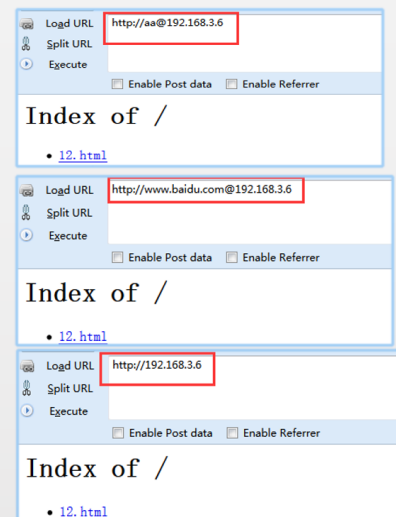 Load URL http://aa@192.168.3.6
Split URL
Execute
Enable Post data Enable Referrer
Index of /
• 12.html
Load URL http://www.baidu.com@192.168.3.6
Split URL
Execute
Enable Post data Enable Referrer
Index of /
• 12.html
Load URL http://192.168.3.6
Split URL
Execute
Enable Post data Enable Referrer
Index of /
• 12.html